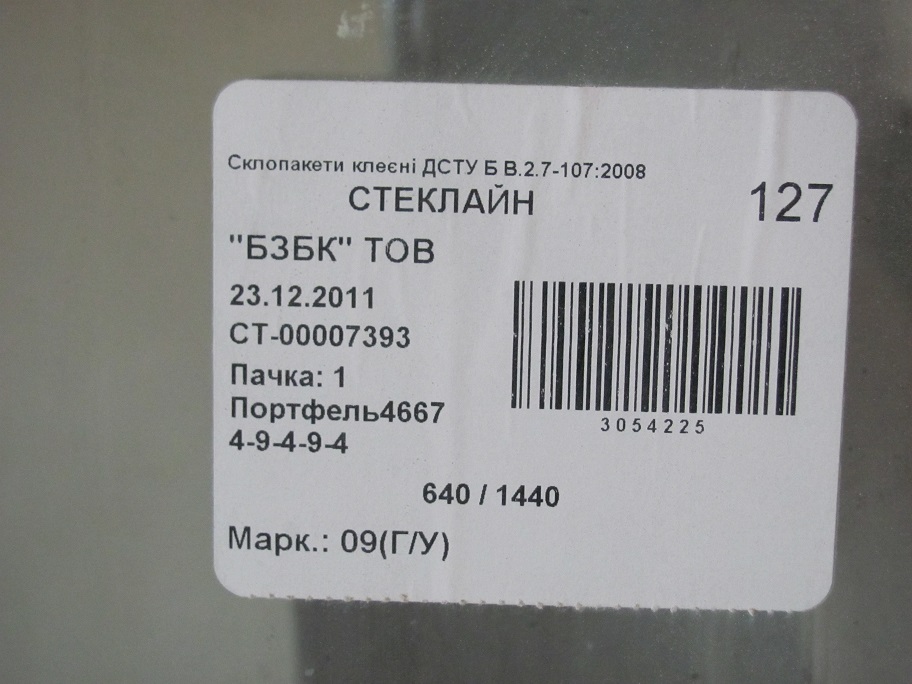 Склопакети клеєні ДСТУ Б В.2.7-107:2008
СТЕКЛАЙН 127
"БЗБК" ТОВ
23.12.2011
СТ-00007393
Пачка: 1
Портфель4667
4-9-4-9-4
3054225
640 / 1440
Марк.: 09(Г/У)